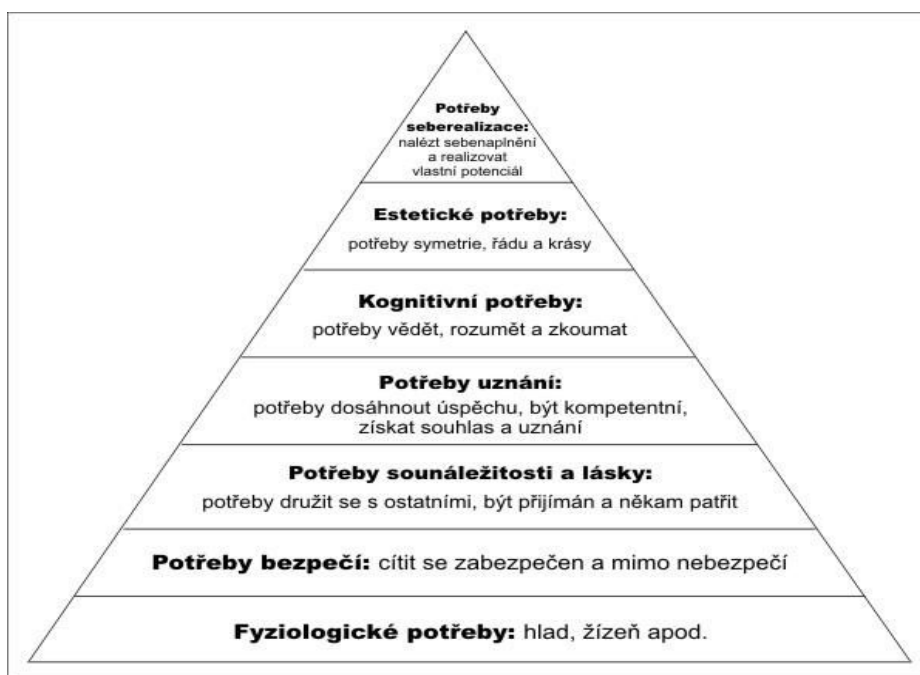 Potřeby
seberealizace:
nalézt sebenaplnění
a realizovat
vlastní potenciál
Estetické potřeby:
potřeby symetrie, řádu a krásy
Kognitivní potřeby:
potřeby vědět, rozumět a zkoumat
Potřeby uznání:
potřeby dosáhnout úspěchu, být kompetentní,
získat souhlas a uznání
Potřeby sounáležitosti a lásky:
potřeby družit se s ostatními, být přijímán a někam patřit
Potřeby bezpečí: cítit se zabezpečen a mimo nebezpečí
Fyziologické potřeby: hlad, žízeň apod.